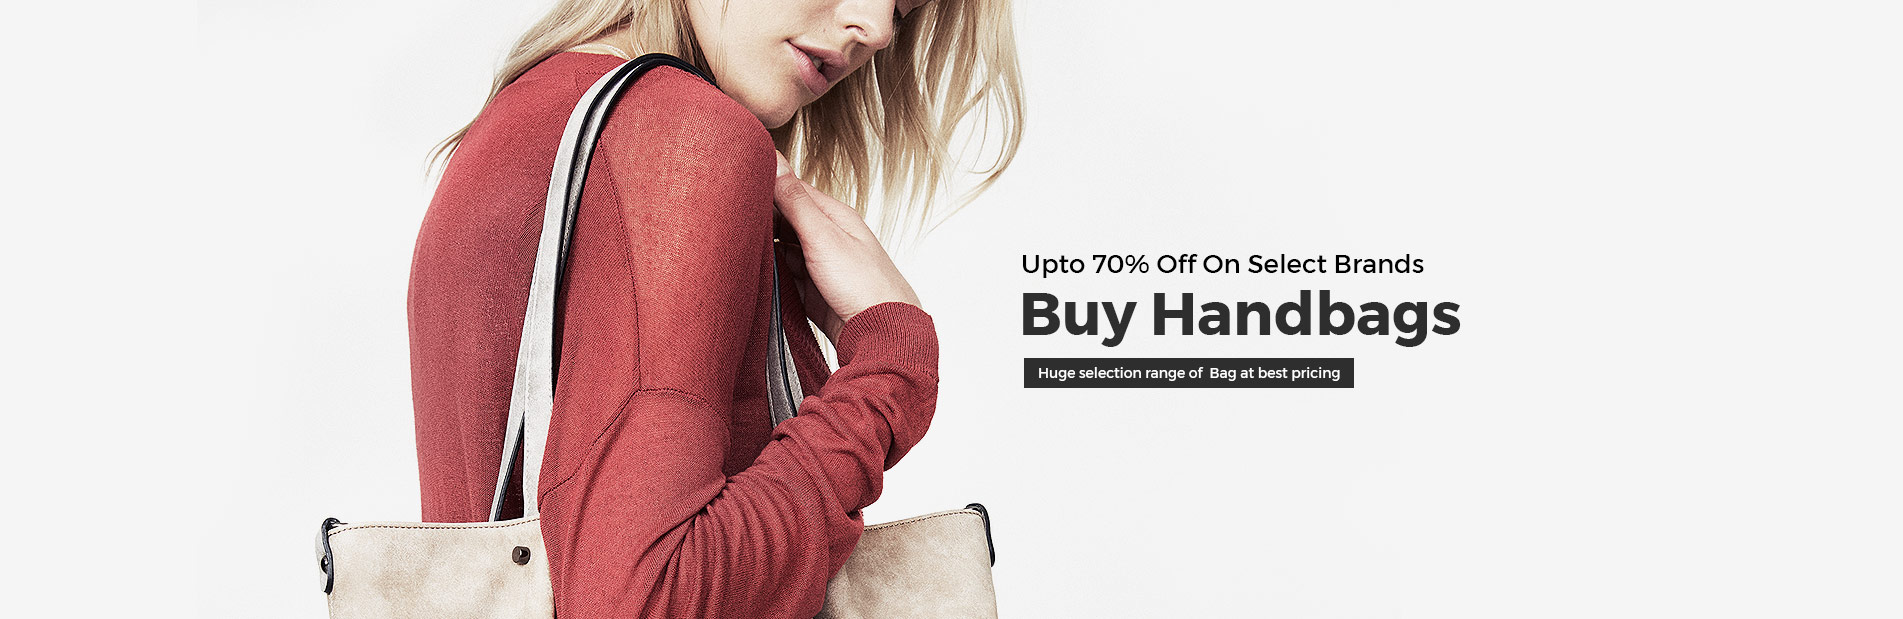 Upto 70% Off On Select Brands
Buy Handbags
Huge selection range of Bag at best pricing